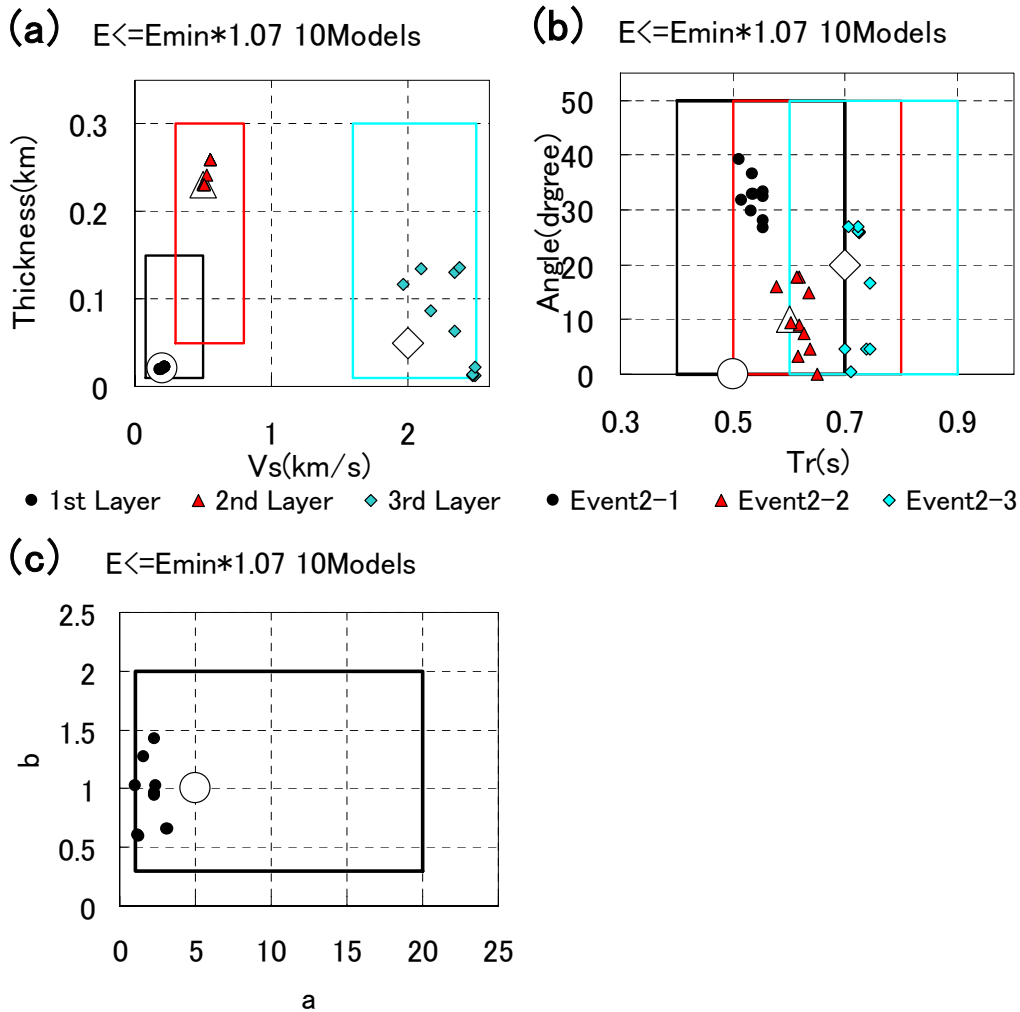 (a) E<=Emin*1.07 10Models
Thickness(km)
0.3
0.2
0.1
0
0 1 2
Vs(km/s)
1st Layer 2nd Layer 3rd Layer
(b) E<=Emin*1.07 10Models
Angle(drgree)
50
40
30
20
10
0
0.3 0.5 0.7 0.9
Tr(s)
Event2-1 Event2-2 Event2-3
(c) E<=Emin*1.07 10Models
b
2.5
2
1.5
1
0.5
0
0 5 10 15 20 25
a